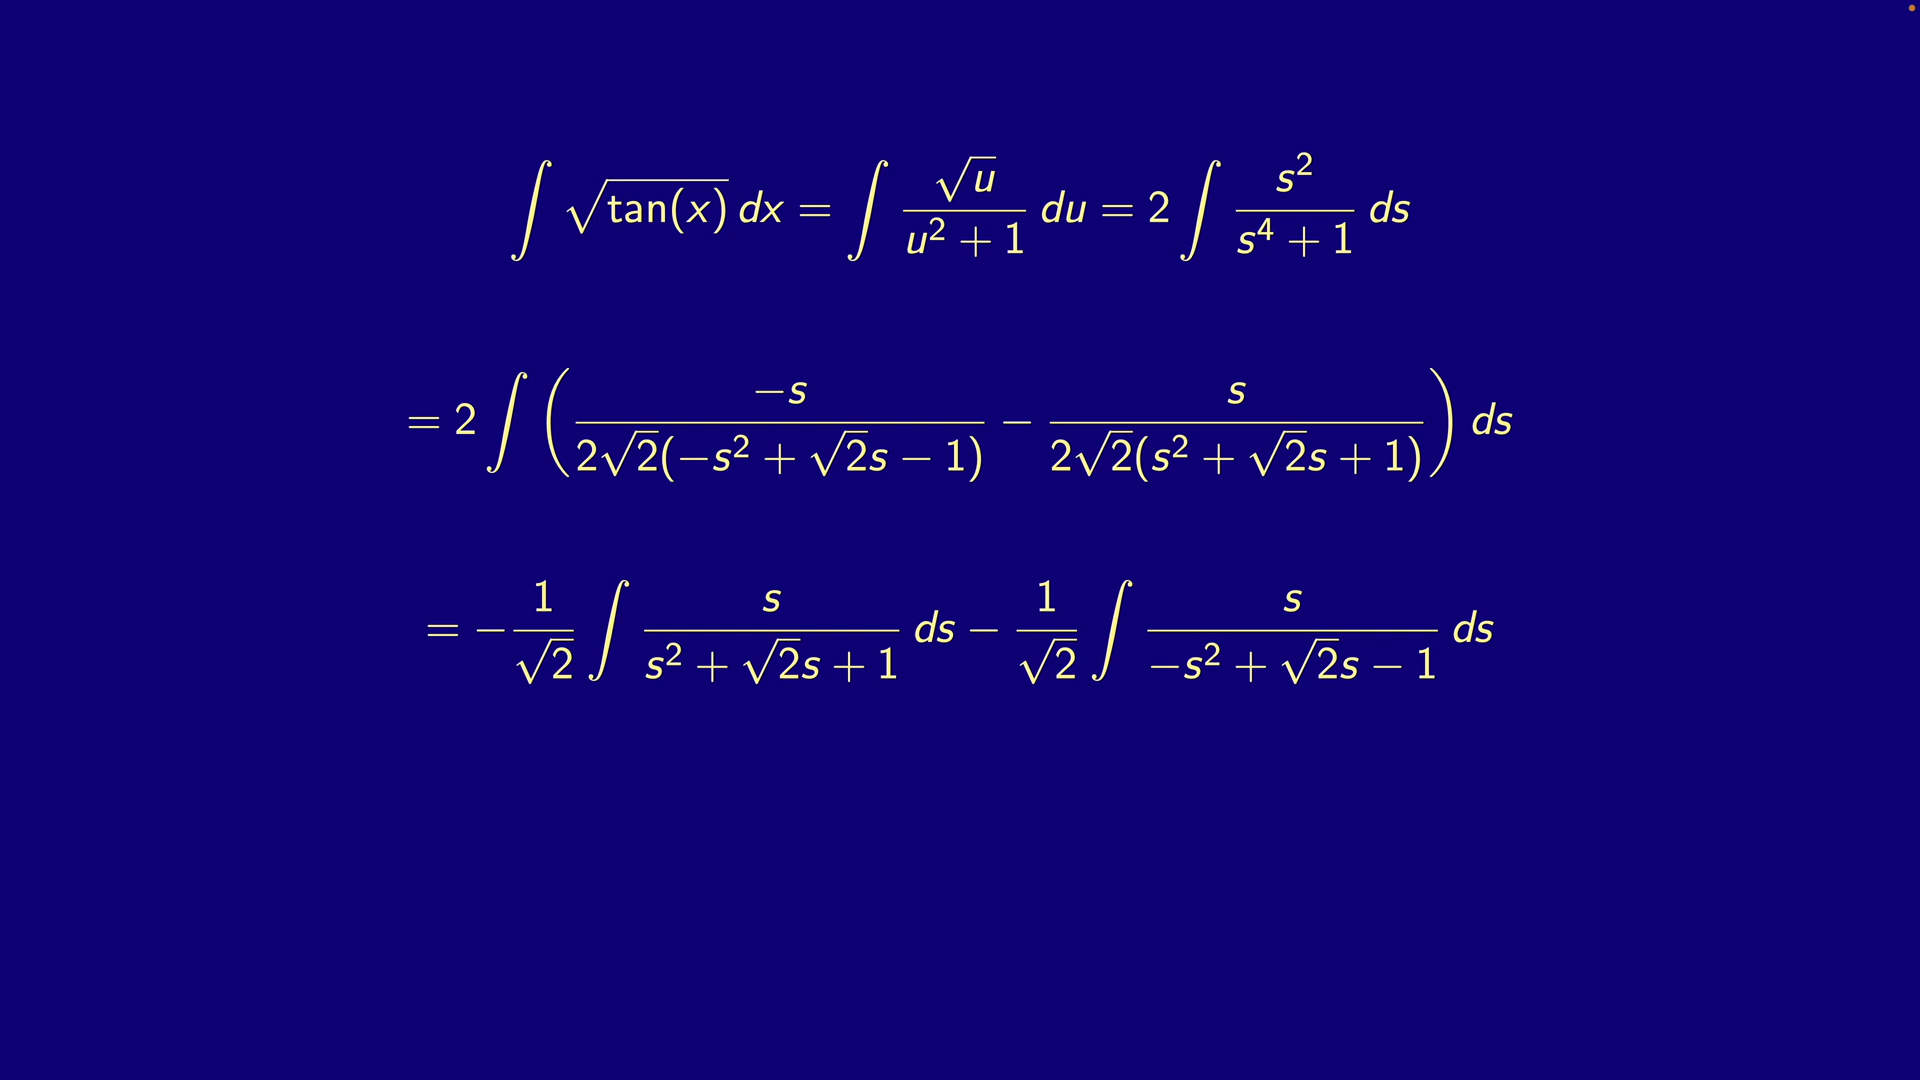 ∫ √tan(x) dx = ∫ √u / (u² + 1) du = 2 ∫ s² / (s⁴ + 1) ds
= 2 ∫ ( −s / (2√2(−s² + √2s − 1)) − s / (2√2(s² + √2s + 1)) ) ds
= − 1/√2 ∫ s / (s² + √2s + 1) ds − 1/√2 ∫ s / (−s² + √2s − 1) ds